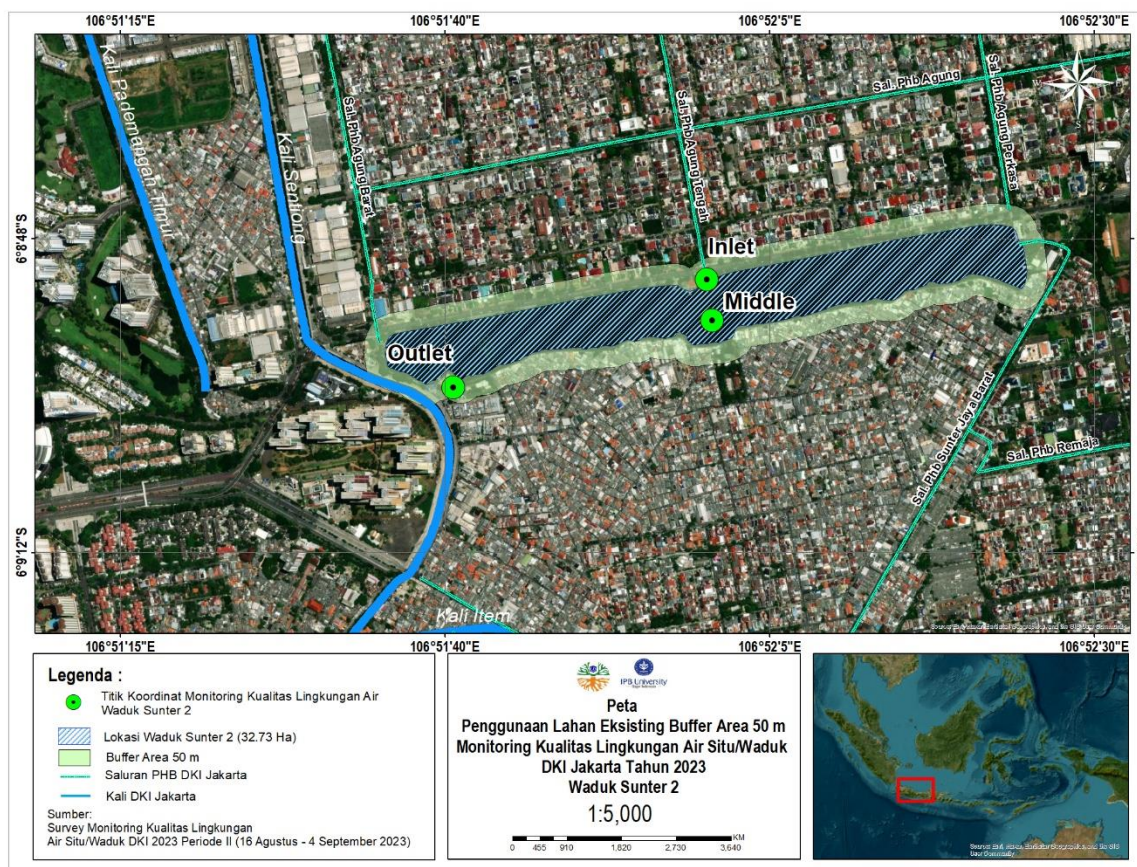 106°51'15"E 106°51'40"E 106°52'5"E 106°52'30"E
6°8'48"S
6°9'12"S
Kali Pademangan Timur
Kali Sentiong
Sal. Phb Agung Barat
Sal. Phb Agung Tengah
Sal. Phb Agung
Sal. Phb Agung Perkasa
Inlet
Middle
Outlet
Sal. Phb Sunter Jaya Barat
Sal. Phb Remaja
Kali Item
106°51'15"E 106°51'40"E 106°52'5"E 106°52'30"E
Legenda :
Titik Koordinat Monitoring Kualitas Lingkungan Air
Waduk Sunter 2
Lokasi Waduk Sunter 2 (32.73 Ha)
Buffer Area 50 m
Saluran PHB DKI Jakarta
Kali DKI Jakarta
Sumber:
Survey Monitoring Kualitas Lingkungan
Air Situ/Waduk DKI 2023 Periode II (16 Agustus - 4 September 2023)
IPB University
Peta
Penggunaan Lahan Eksisting Buffer Area 50 m
Monitoring Kualitas Lingkungan Air Situ/Waduk
DKI Jakarta Tahun 2023
Waduk Sunter 2
1:5,000
KM
0 455 910 1.820 2.730 3.640